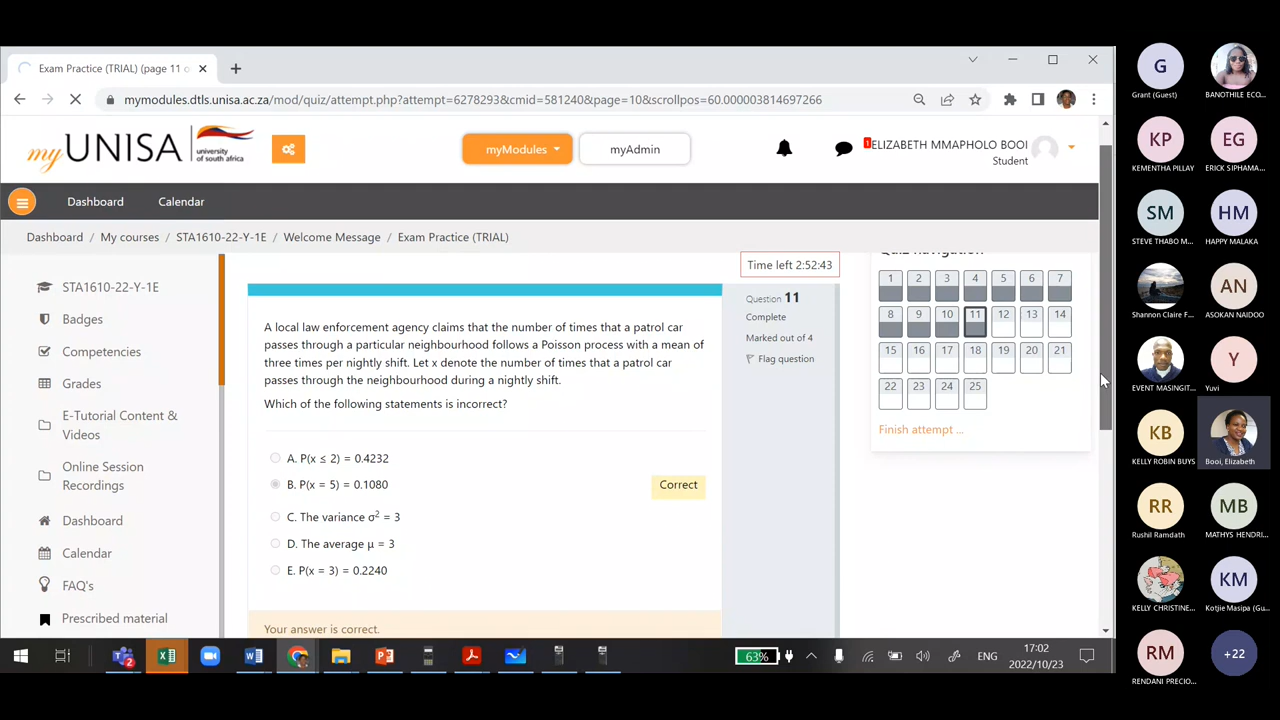 Exam Practice (TRIAL) (page 11 o
mymodules.dtls.unisa.ac.za/mod/quiz/attempt.php?attempt=6278293&cmid=581240&page=10&scrollpos=60.000003814697266
my UNISA
university
of south africa
myModules
myAdmin
1
ELIZABETH MMAPHOLO BOOI
Student
Dashboard
Calendar
Dashboard / My courses / STA1610-22-Y-1E / Welcome Message / Exam Practice (TRIAL)
STA1610-22-Y-1E
Badges
Competencies
Grades
E-Tutorial Content &
Videos
Online Session
Recordings
Dashboard
Calendar
FAQ's
Prescribed material
Time left 2:52:43
A local law enforcement agency claims that the number of times that a patrol car
passes through a particular neighbourhood follows a Poisson process with a mean of
three times per nightly shift. Let x denote the number of times that a patrol car
passes through the neighbourhood during a nightly shift.
Which of the following statements is incorrect?
A. P(x ≤ 2) = 0.4232
B. P(x = 5) = 0.1080
Correct
C. The variance σ² = 3
D. The average μ = 3
E. P(x = 3) = 0.2240
Your answer is correct.
Question 11
Complete
Marked out of 4
Flag question
Quiz navigation
1 2 3 4 5 6 7
8 9 10 11 12 13 14
15 16 17 18 19 20 21
22 23 24 25
Finish attempt ...
63%
ENG
17:02
2022/10/23
G
Grant (Guest)
BANOTHILE ECO...
KP
KEMENTHA PILLAY
EG
ERICK SIPHAMA...
SM
STEVE THABO M...
HM
HAPPY MALAKA
Shannon Claire F...
AN
ASOKAN NAIDOO
EVENT MASINGIT...
Y
Yuvi
KB
KELLY ROBIN BUYS
Booi, Elizabeth
RR
Rushil Ramdath
MB
MATHYS HENDRI...
KELLY CHRISTINE...
KM
Kotjie Masipa (Gu...
RM
RENDANI PRECIO...
+22